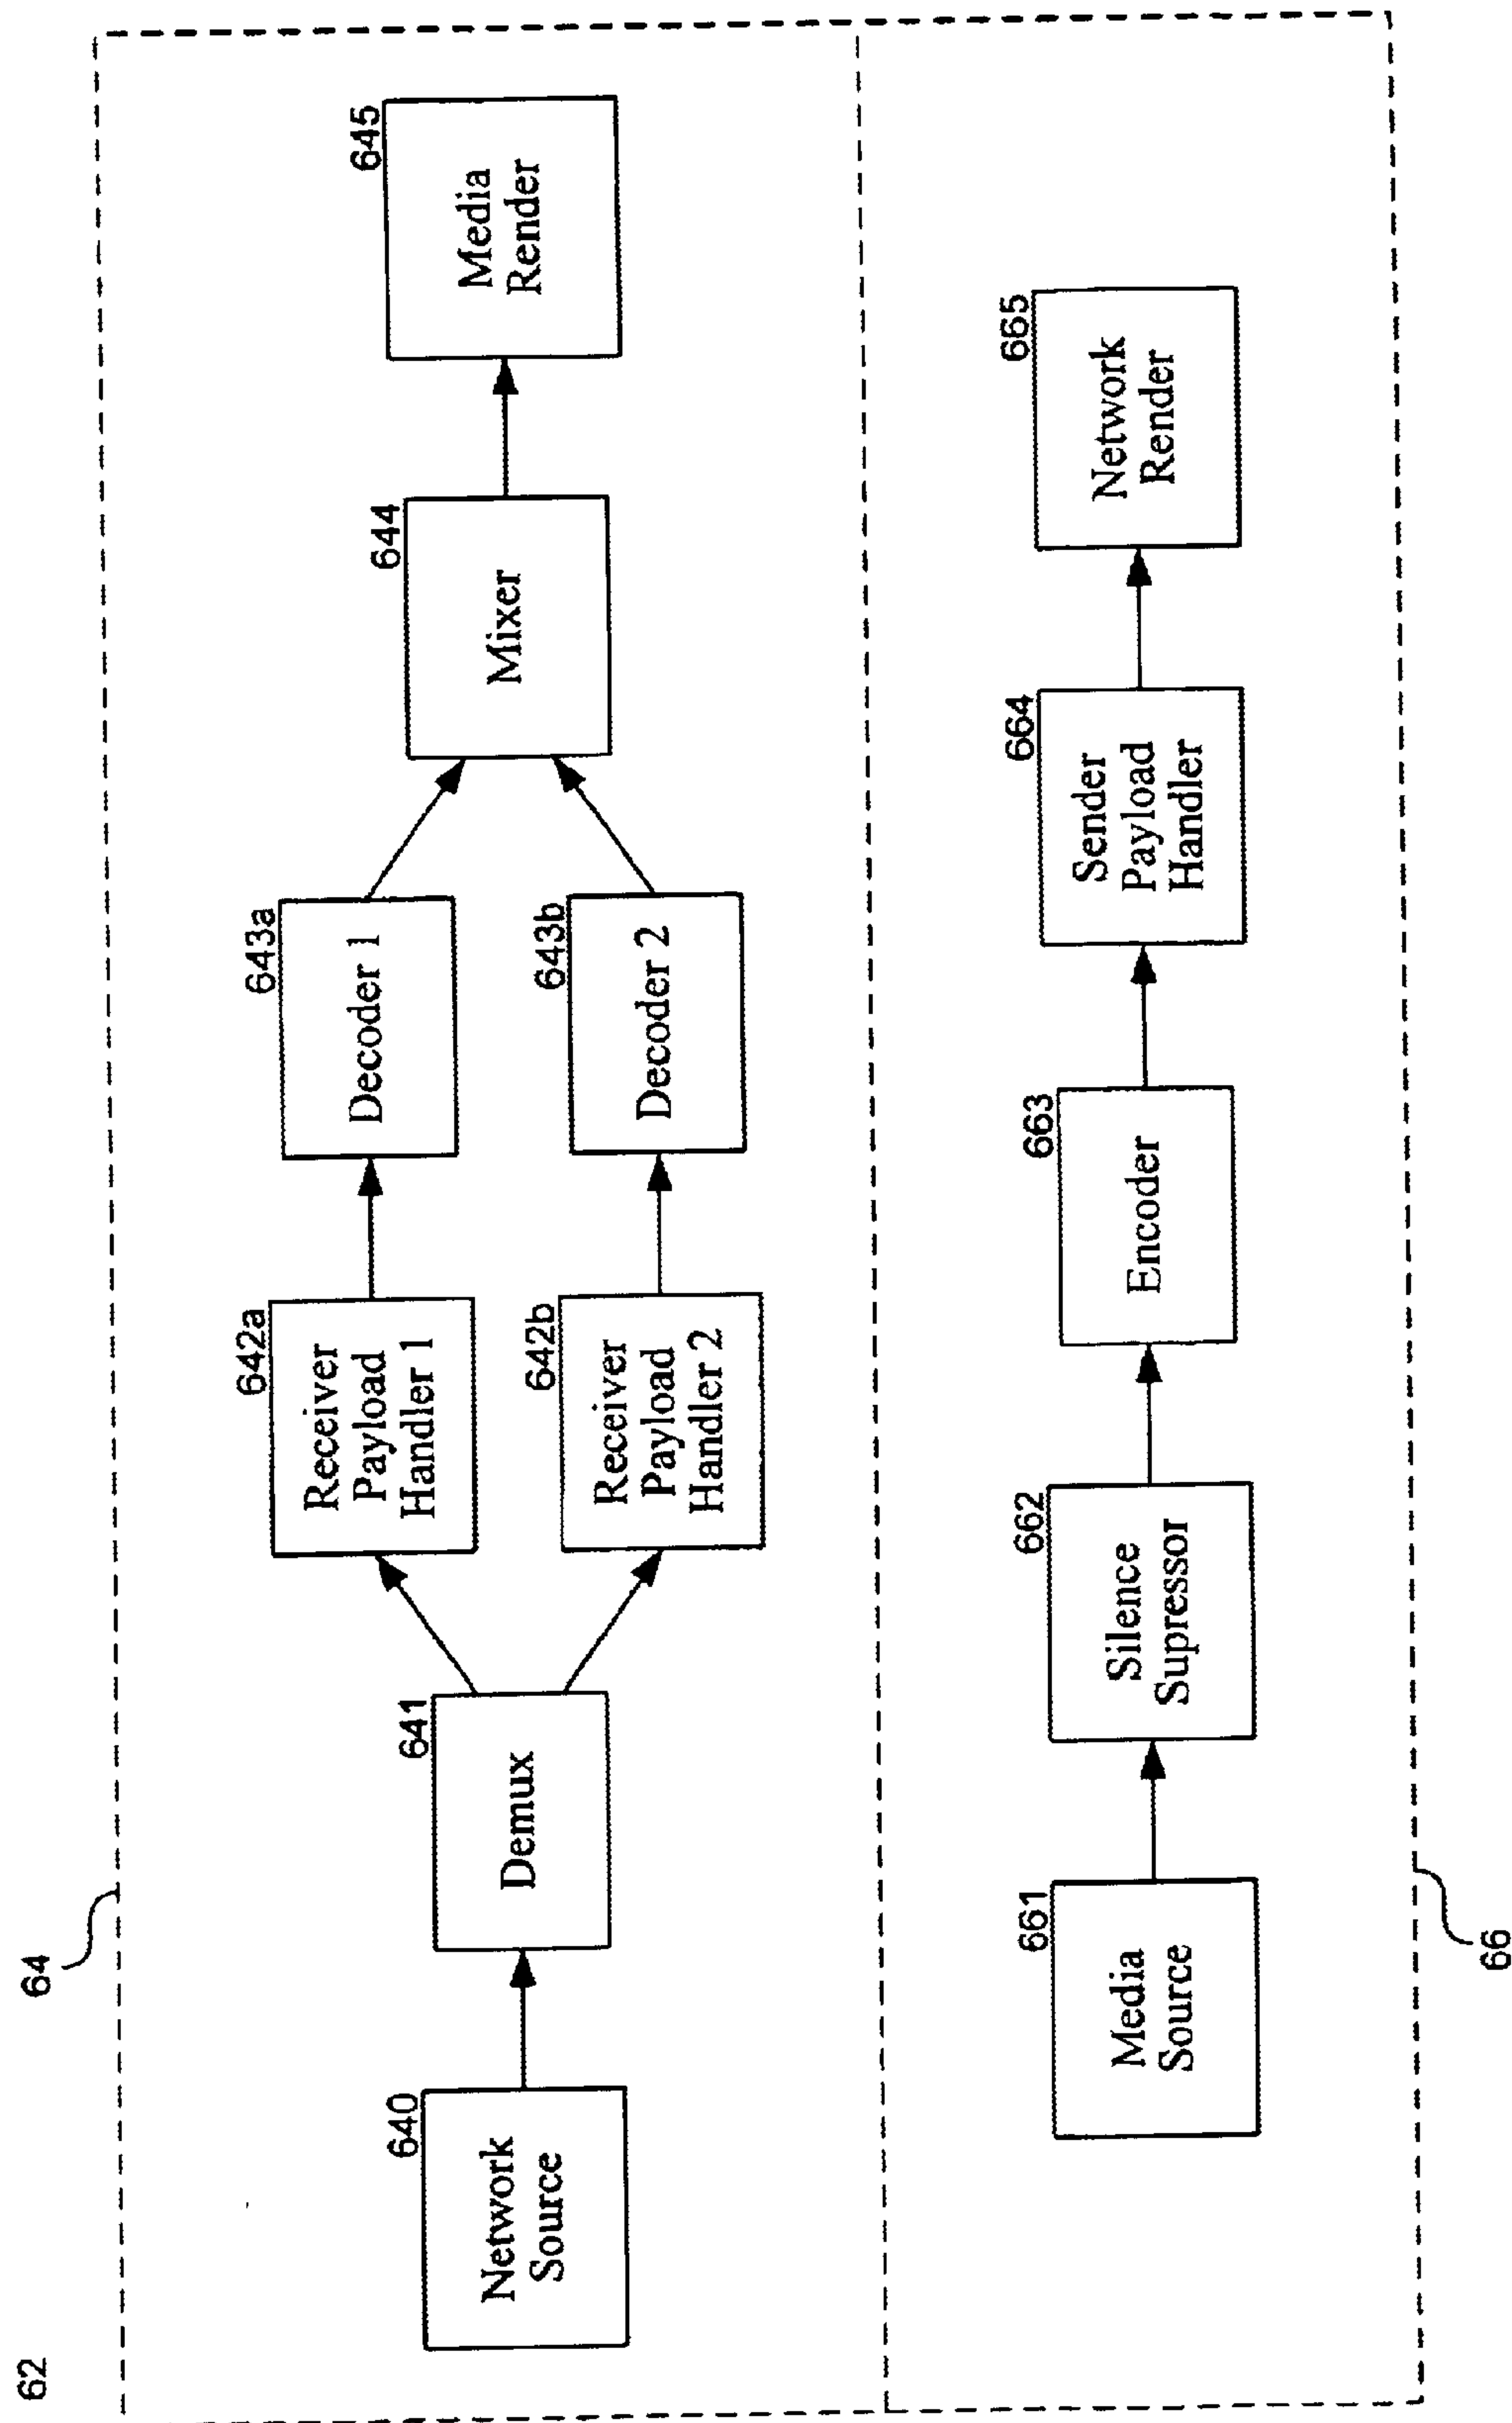 62
64
640
Network
Source
641
Demux
642a
Receiver
Payload
Handler 1
642b
Receiver
Payload
Handler 2
643a
Decoder 1
643b
Decoder 2
644
Mixer
645
Media
Render
661
Media
Source
662
Silence
Supressor
663
Encoder
664
Sender
Payload
Handler
665
Network
Render
66